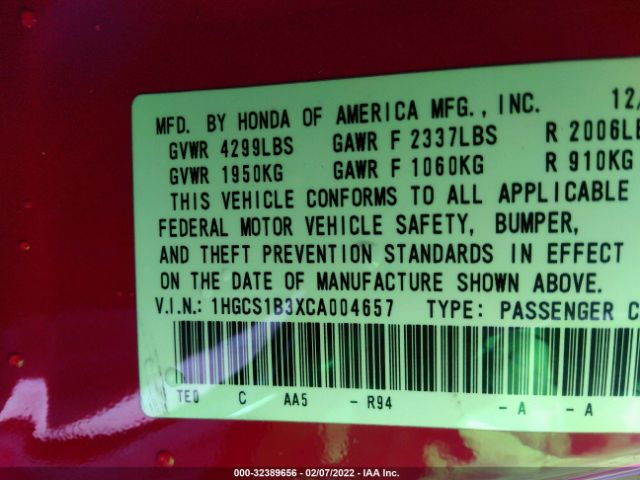 MFD. BY HONDA OF AMERICA MFG., INC. 12/
GVWR 4299LBS GAWR F 2337LBS R 2006LB
GVWR 1950KG GAWR F 1060KG R 910KG
THIS VEHICLE CONFORMS TO ALL APPLICABLE
FEDERAL MOTOR VEHICLE SAFETY, BUMPER,
AND THEFT PREVENTION STANDARDS IN EFFECT
ON THE DATE OF MANUFACTURE SHOWN ABOVE.
V.I.N.: 1HGCS1B3XCA004657 TYPE: PASSENGER C
TE0 C AA5 - R94 -A -A
000-32389656 - 02/07/2022 - IAA Inc.